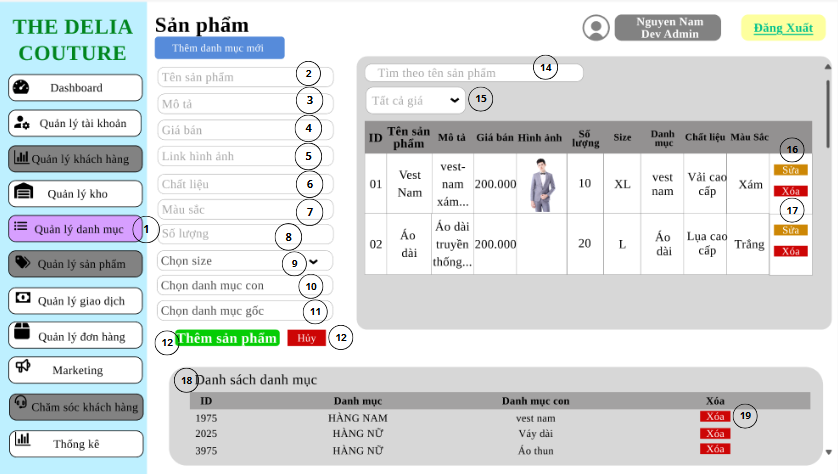 THE DELIA
COUTURE
Dashboard
Quản lý tài khoản
Quản lý khách hàng
Quản lý kho
Quản lý danh mục
1
Quản lý sản phẩm
Quản lý giao dịch
Quản lý đơn hàng
Marketing
Chăm sóc khách hàng
Thống kê
Sản phẩm
Thêm danh mục mới
Nguyen Nam
Dev Admin
Đăng Xuất
Tên sản phẩm 2
Mô tả 3
Giá bán 4
Link hình ảnh 5
Chất liệu 6
Màu sắc 7
Số lượng 8
Chọn size 9
Chọn danh mục con 10
Chọn danh mục gốc 11
12 Thêm sản phẩm Hủy 12
Tìm theo tên sản phẩm 14
Tất cả giá 15
ID Tên sản phẩm Mô tả Giá bán Hình ảnh Số lượng Size Danh mục Chất liệu Màu Sắc
16
01 Vest Nam vest-nam xám... 200.000 10 XL vest nam Vải cao cấp Xám Sửa Xóa
17
02 Áo dài Áo dài truyền thống... 200.000 20 L Áo dài Lụa cao cấp Trắng Sửa Xóa
18 Danh sách danh mục
ID Danh mục Danh mục con Xóa
1975 HÀNG NAM vest nam Xóa 19
2025 HÀNG NỮ Váy dài Xóa
3975 HÀNG NỮ Áo thun Xóa